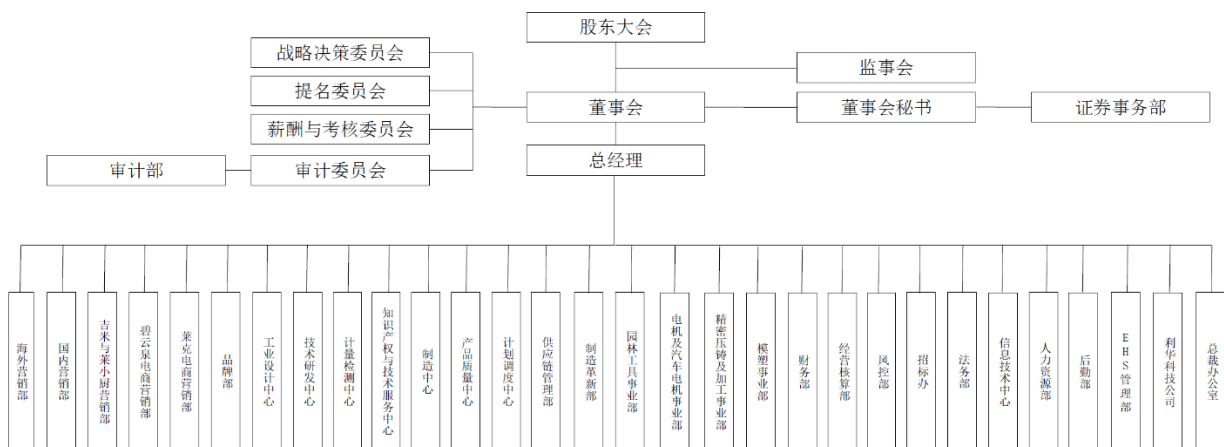 股东大会
战略决策委员会
监事会
提名委员会
董事会
董事会秘书
证券事务部
薪酬与考核委员会
总经理
审计部
审计委员会
海外营销部
国内营销部
吉米与莱小厨营销部
碧云泉电商营销部
莱克电商营销部
品牌部
工业设计中心
技术研发中心
计量检测中心
知识产权与技术服务中心
制造中心
产品质量中心
计划调度中心
供应链管理部
制造革新部
园林工具事业部
电机及汽车电机事业部
精密压铸及加工事业部
模塑事业部
财务部
经营核算部
风控部
招标办
法务部
信息技术中心
人力资源部
后勤部
EHS管理部
利华科技公司
总裁办公室